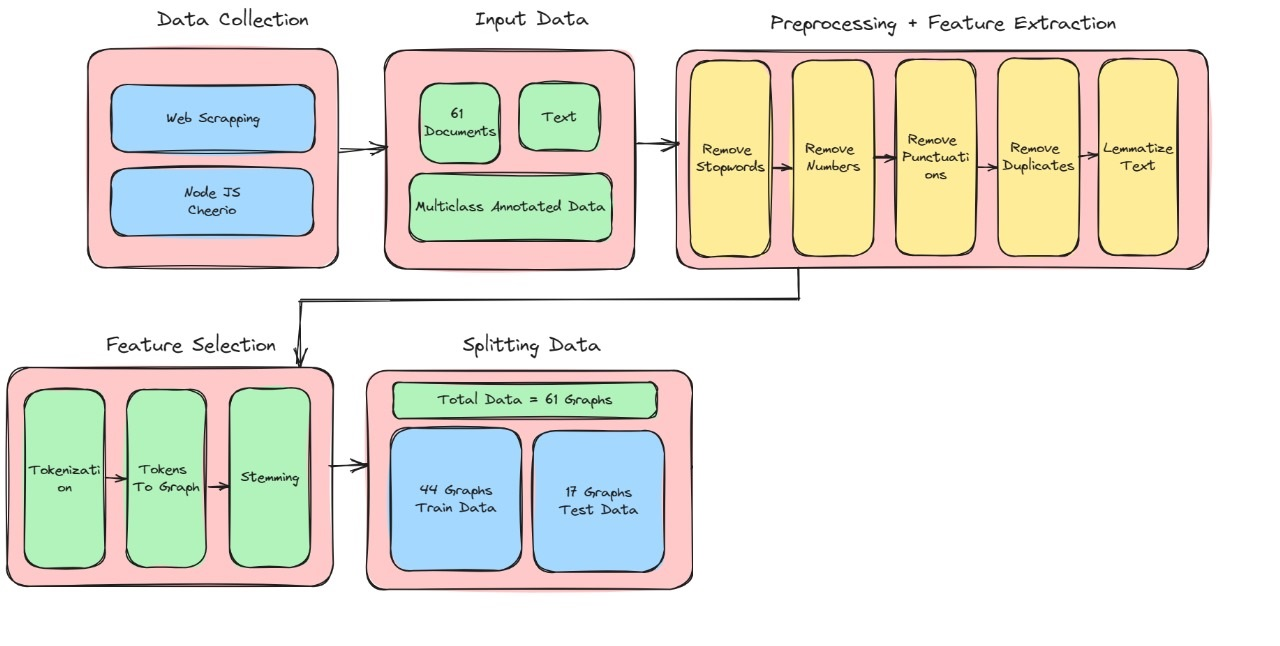 Data Collection
Input Data
Preprocessing + Feature Extraction
Web Scrapping
Node JS
Cheerio
61
Documents
Text
Multiclass Annotated Data
Remove
Stopwords
Remove
Numbers
Remove
Punctuati
ons
Remove
Duplicates
Lemmatize
Text
Feature Selection
Splitting Data
Tokenizati
on
Tokens
To Graph
Stemming
Total Data = 61 Graphs
44 Graphs
Train Data
17 Graphs
Test Data